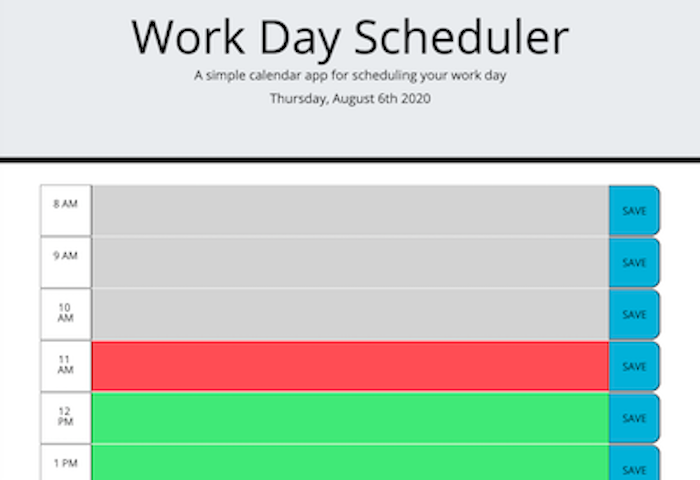 Work Day Scheduler
A simple calendar app for scheduling your work day
Thursday, August 6th 2020
8 AM
SAVE
9 AM
SAVE
10
AM
SAVE
11
AM
SAVE
12
PM
SAVE
1 PM
SAVE